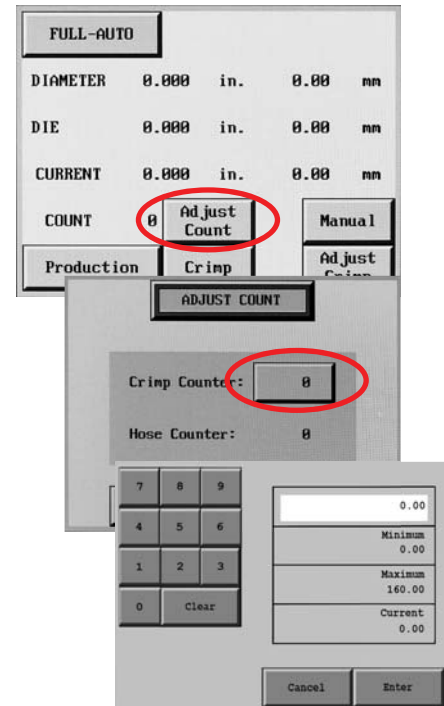 FULL-AUTO
DIAMETER 0.000 in. 0.00 mm
DIE 0.000 in. 0.00 mm
CURRENT 0.000 in. 0.00 mm
COUNT 0 Adjust Count Manual
Production Crimp Adjust
ADJUST COUNT
Crimp Counter: 0
Hose Counter: 0
7 8 9
4 5 6
1 2 3
0 Clear
0.00
Minimum
0.00
Maximum
160.00
Current
0.00
Cancel Enter